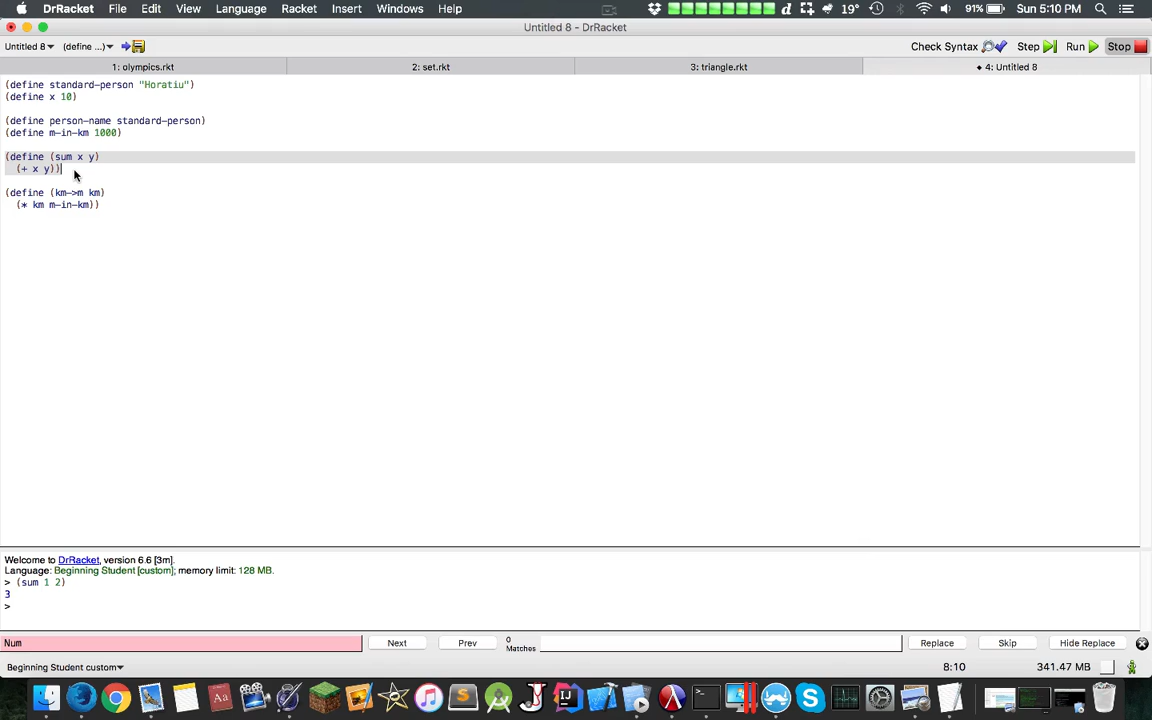 DrRacket File Edit View Language Racket Insert Windows Help
d 19° 91% Sun 5:10 PM
Untitled 8 - DrRacket
Untitled 8 (define ...) Check Syntax Step Run Stop
1: olympics.rkt 2: set.rkt 3: triangle.rkt 4: Untitled 8
(define standard-person "Horatiu")
(define x 10)
(define person-name standard-person)
(define m-in-km 1000)
(define (sum x y)
(+ x y))
(define (km->m km)
(* km m-in-km))
Welcome to DrRacket, version 6.6 [3m].
Language: Beginning Student [custom]; memory limit: 128 MB.
> (sum 1 2)
3
>
Num Next Prev 0 Matches Replace Skip Hide Replace
Beginning Student custom 8:10 341.47 MB